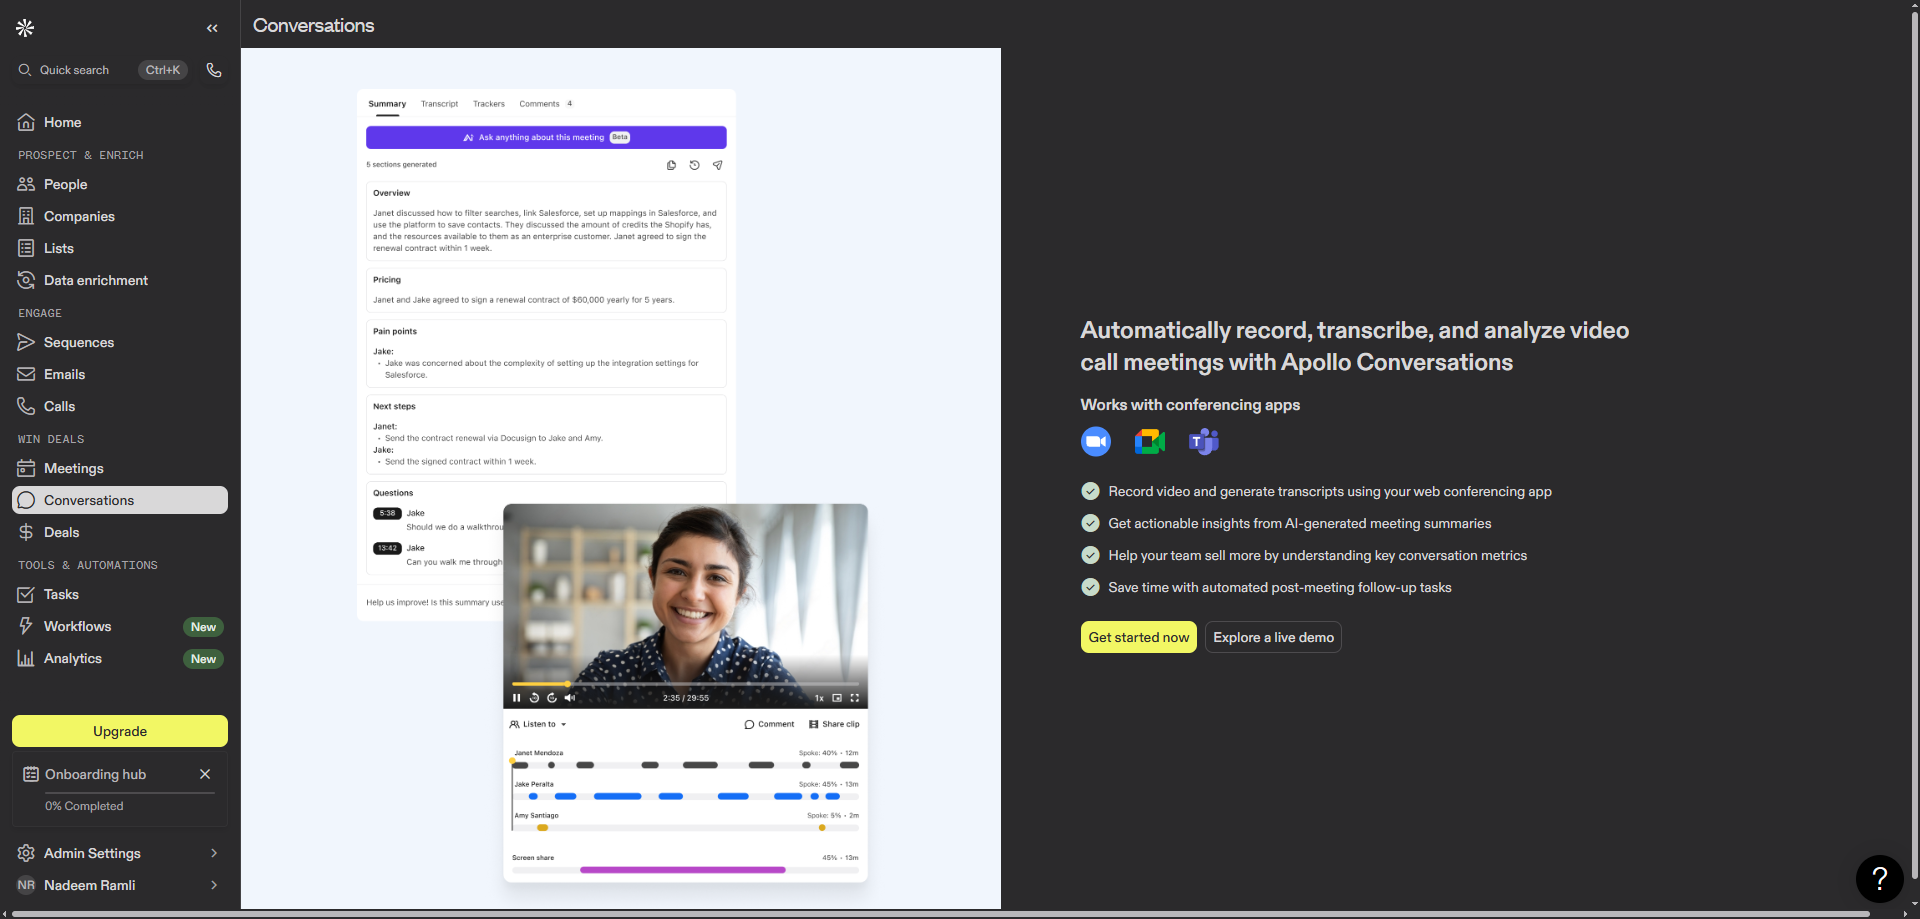 Conversations
Quick search
Ctrl+K
Home
PROSPECT & ENRICH
People
Companies
Lists
Data enrichment
ENGAGE
Sequences
Emails
Calls
WIN DEALS
Meetings
Conversations
Deals
TOOLS & AUTOMATIONS
Tasks
Workflows New
Analytics New
Upgrade
Onboarding hub
0% Completed
Admin Settings
NR Nadeem Ramli
Summary Transcript Trackers Comments 4
Ask anything about this meeting Beta
5 sections generated
Overview
Janet discussed how to filter searches, link Salesforce, set up mappings in Salesforce, and
use the platform to save contacts. They discussed the amount of credits the Shopify has,
and the resources available to them as an enterprise customer. Janet agreed to sign the
renewal contract within 1 week.
Pricing
Janet and Jake agreed to sign a renewal contract of $60,000 yearly for 5 years.
Pain points
Jake:
• Jake was concerned about the complexity of setting up the integration settings for
Salesforce.
Next steps
Janet:
• Send the contract renewal via Docusign to Jake and Amy.
Jake:
• Send the signed contract within 1 week.
Questions
5:38 Jake
Should we do a walkthrou
13:42 Jake
Can you walk me through
Help us improve! Is this summary use
2:35 / 29:55
1x
Listen to
Comment
Share clip
Janet Mendoza Spoke: 40% • 12m
Jake Peralta Spoke: 45% • 13m
Amy Santiago Spoke: 5% • 2m
Screen share 45% • 13m
Automatically record, transcribe, and analyze video
call meetings with Apollo Conversations
Works with conferencing apps
T
Record video and generate transcripts using your web conferencing app
Get actionable insights from AI-generated meeting summaries
Help your team sell more by understanding key conversation metrics
Save time with automated post-meeting follow-up tasks
Get started now
Explore a live demo
?